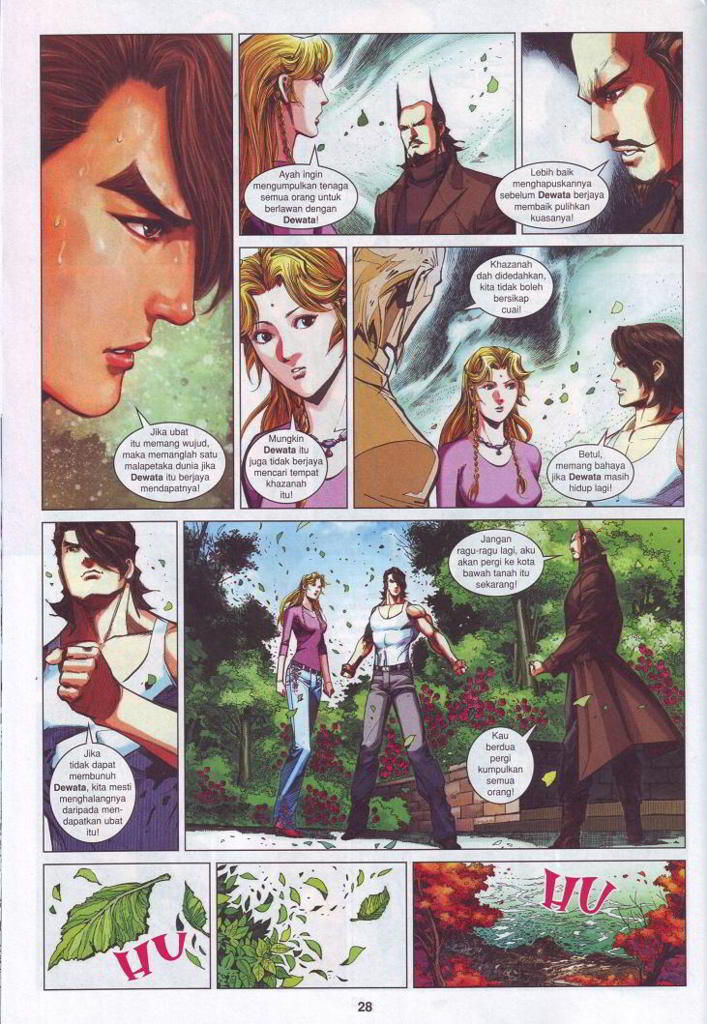 Jika ubat
itu memang wujud,
maka memanglah satu
malapetaka dunia jika
Dewata itu berjaya
mendapatnya!
Ayah ingin
mengumpulkan tenaga
semua orang untuk
berlawan dengan
Dewata!
Lebih baik
menghapuskannya
sebelum Dewata berjaya
membaik pulihkan
kuasanya!
Mungkin
Dewata itu
juga tidak berjaya
mencari tempat
khazanah
itu!
Khazanah
dah didedahkan,
kita tidak boleh
bersikap
cuai!
Betul,
memang bahaya
jika Dewata masih
hidup lagi!
Jika
tidak dapat
membunuh
Dewata, kita mesti
menghalangnya
daripada men-
dapatkan ubat
itu!
Jangan
ragu-ragu lagi, aku
akan pergi ke kota
bawah tanah itu
sekarang!
Kau
berdua
pergi
kumpulkan
semua
orang!
HU
HU
28